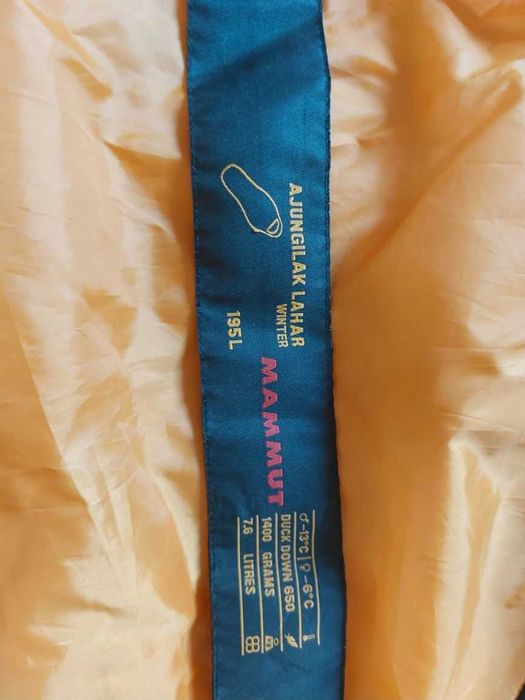 AJUNGILAK LAHAR
WINTER
195L
MAMMUT
♂-13°C | ♀-6°C
DUCK DOWN 650
1400 GRAMS
7.6 LITRES